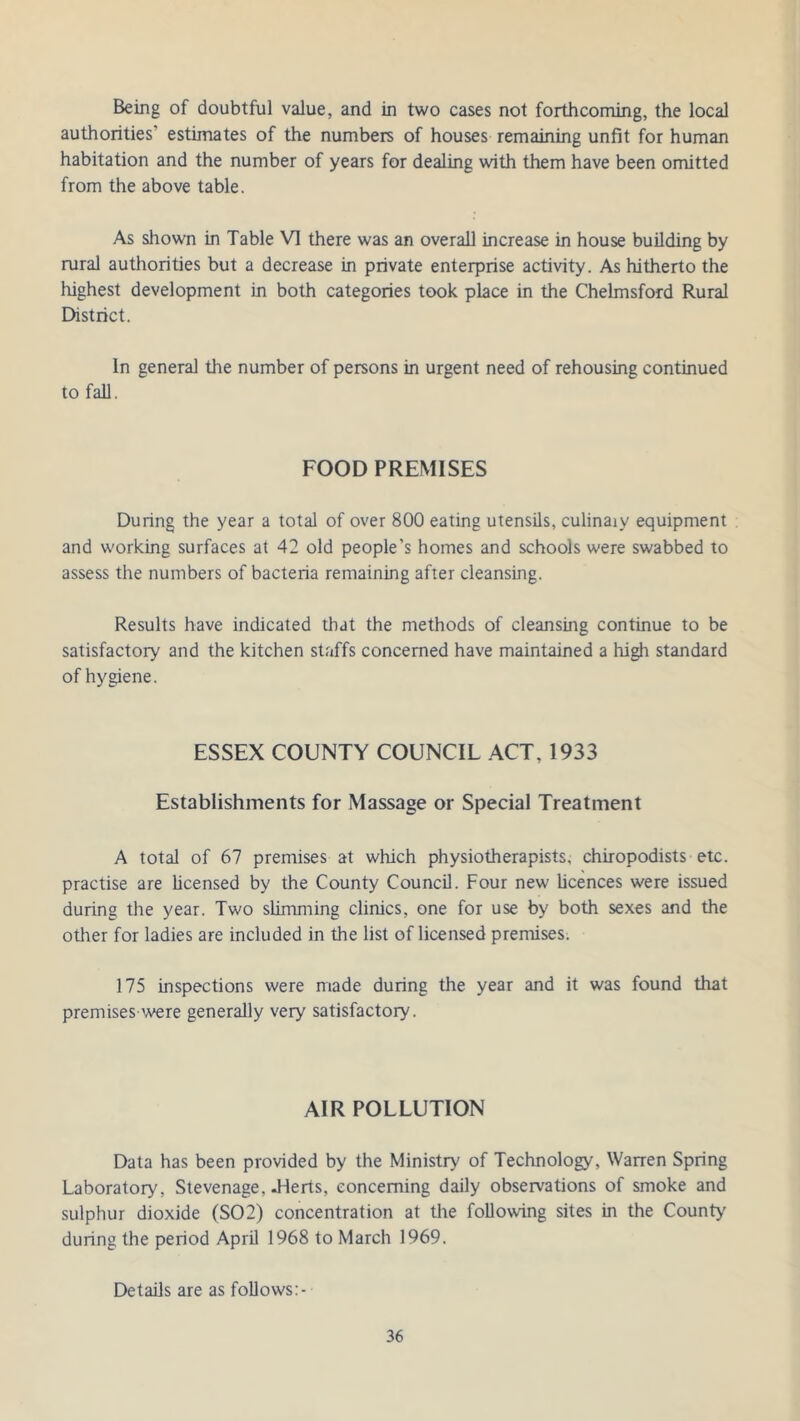 Being of doubtful value, and in two cases not forthcoming, the local
authorities' estimates of the numbers of houses remaining unfit for human
habitation and the number of years for dealing with them have been omitted
from the above table.
As shown in Table VI there was an overall increase in house building by
rural authorities but a decrease in private enterprise activity. As hitherto the
highest development in both categories took place in the Chelmsford Rural
District.
In general the number of persons in urgent need of rehousing continued
to fall.
FOOD PREMISES
During the year a total of over 800 eating utensils, culinary equipment
and working surfaces at 42 old people's homes and schools were swabbed to
assess the numbers of bacteria remaining after cleansing.
Results have indicated that the methods of cleansing continue to be
satisfactory and the kitchen staffs concerned have maintained a high standard
of hygiene.
ESSEX COUNTY COUNCIL ACT, 1933
Establishments for Massage or Special Treatment
A total of 67 premises at which physiotherapists, chiropodists etc.
practise are licensed by the County Council. Four new licences were issued
during the year. Two slimming clinics, one for use by both sexes and the
other for ladies are included in the list of licensed premises.
175 inspections were made during the year and it was found that
premises were generally very satisfactory.
AIR POLLUTION
Data has been provided by the Ministry of Technology, Warren Spring
Laboratory, Stevenage, Herts, concerning daily observations of smoke and
sulphur dioxide (SO2) concentration at the following sites in the County
during the period April 1968 to March 1969.
Details are as follows:-
36